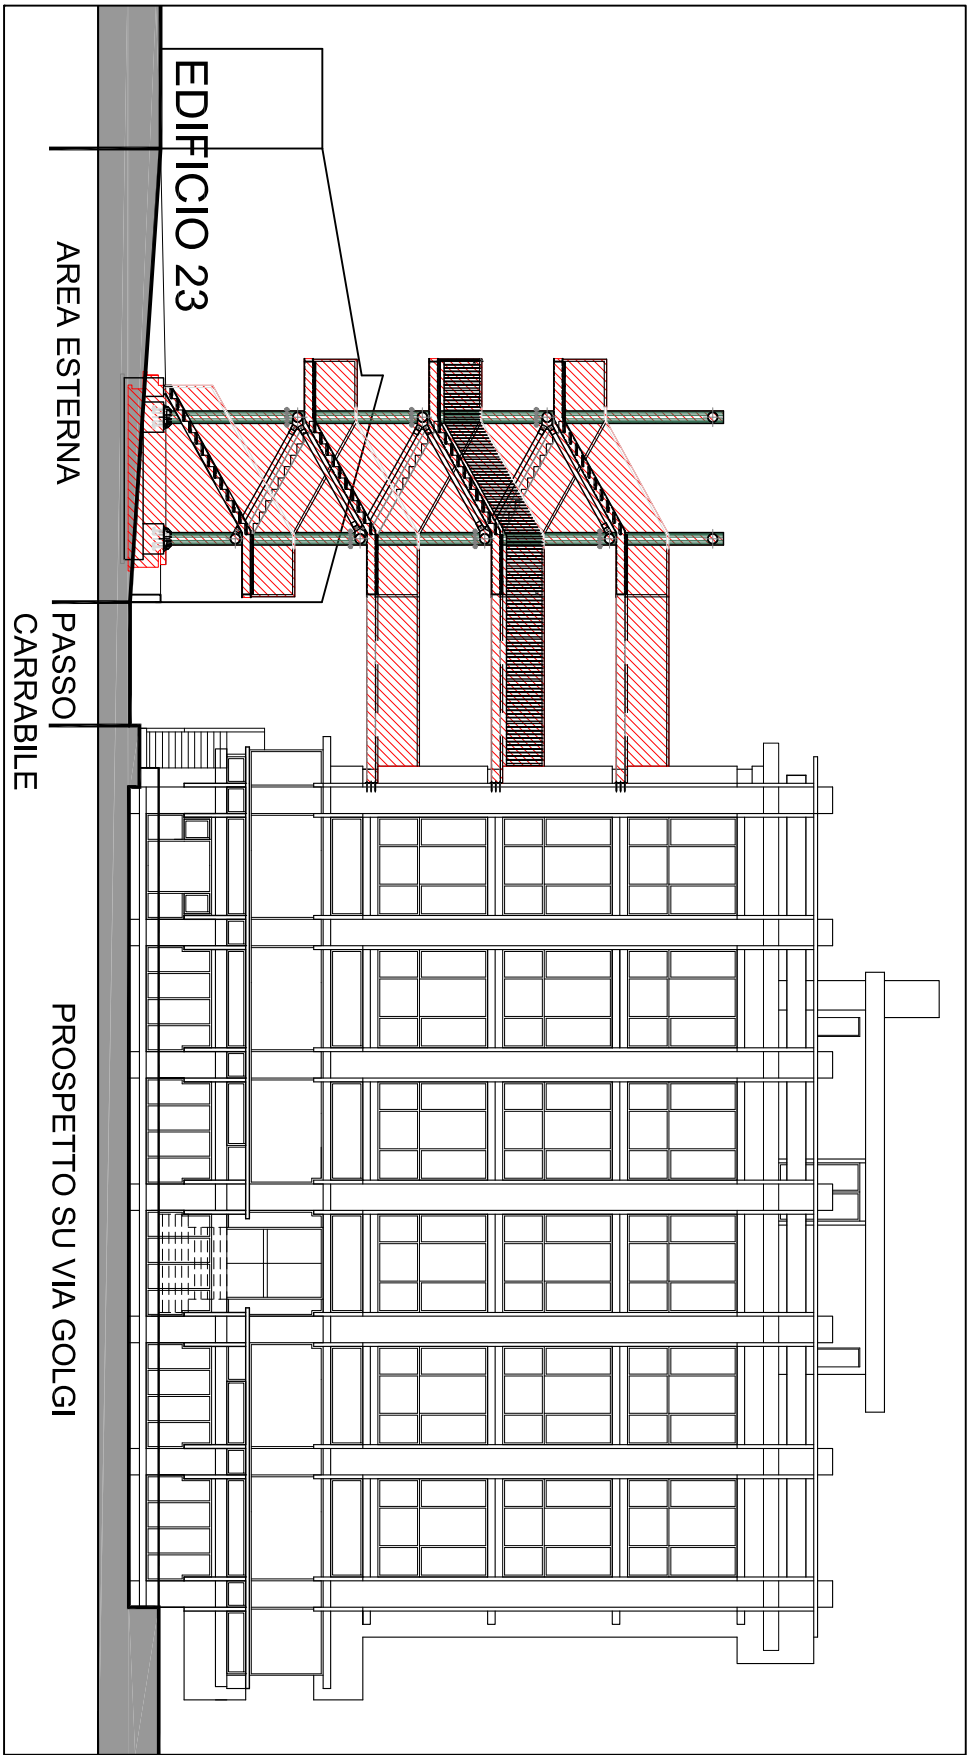 EDIFICIO 23
AREA ESTERNA
PASSO
CARRABILE
PROSPETTO SU VIA GOLGI